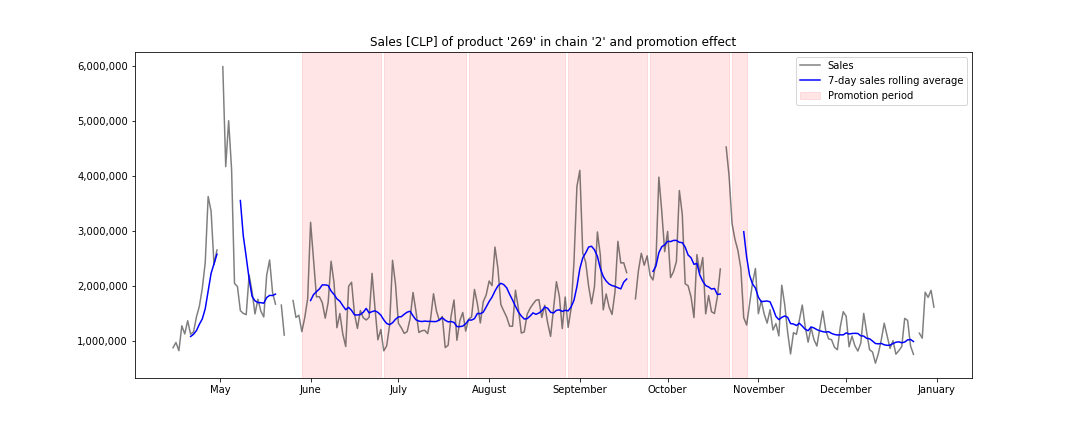 Sales [CLP] of product '269' in chain '2' and promotion effect
6,000,000
5,000,000
4,000,000
3,000,000
2,000,000
1,000,000
Sales
7-day sales rolling average
Promotion period
May June July August September October November December January